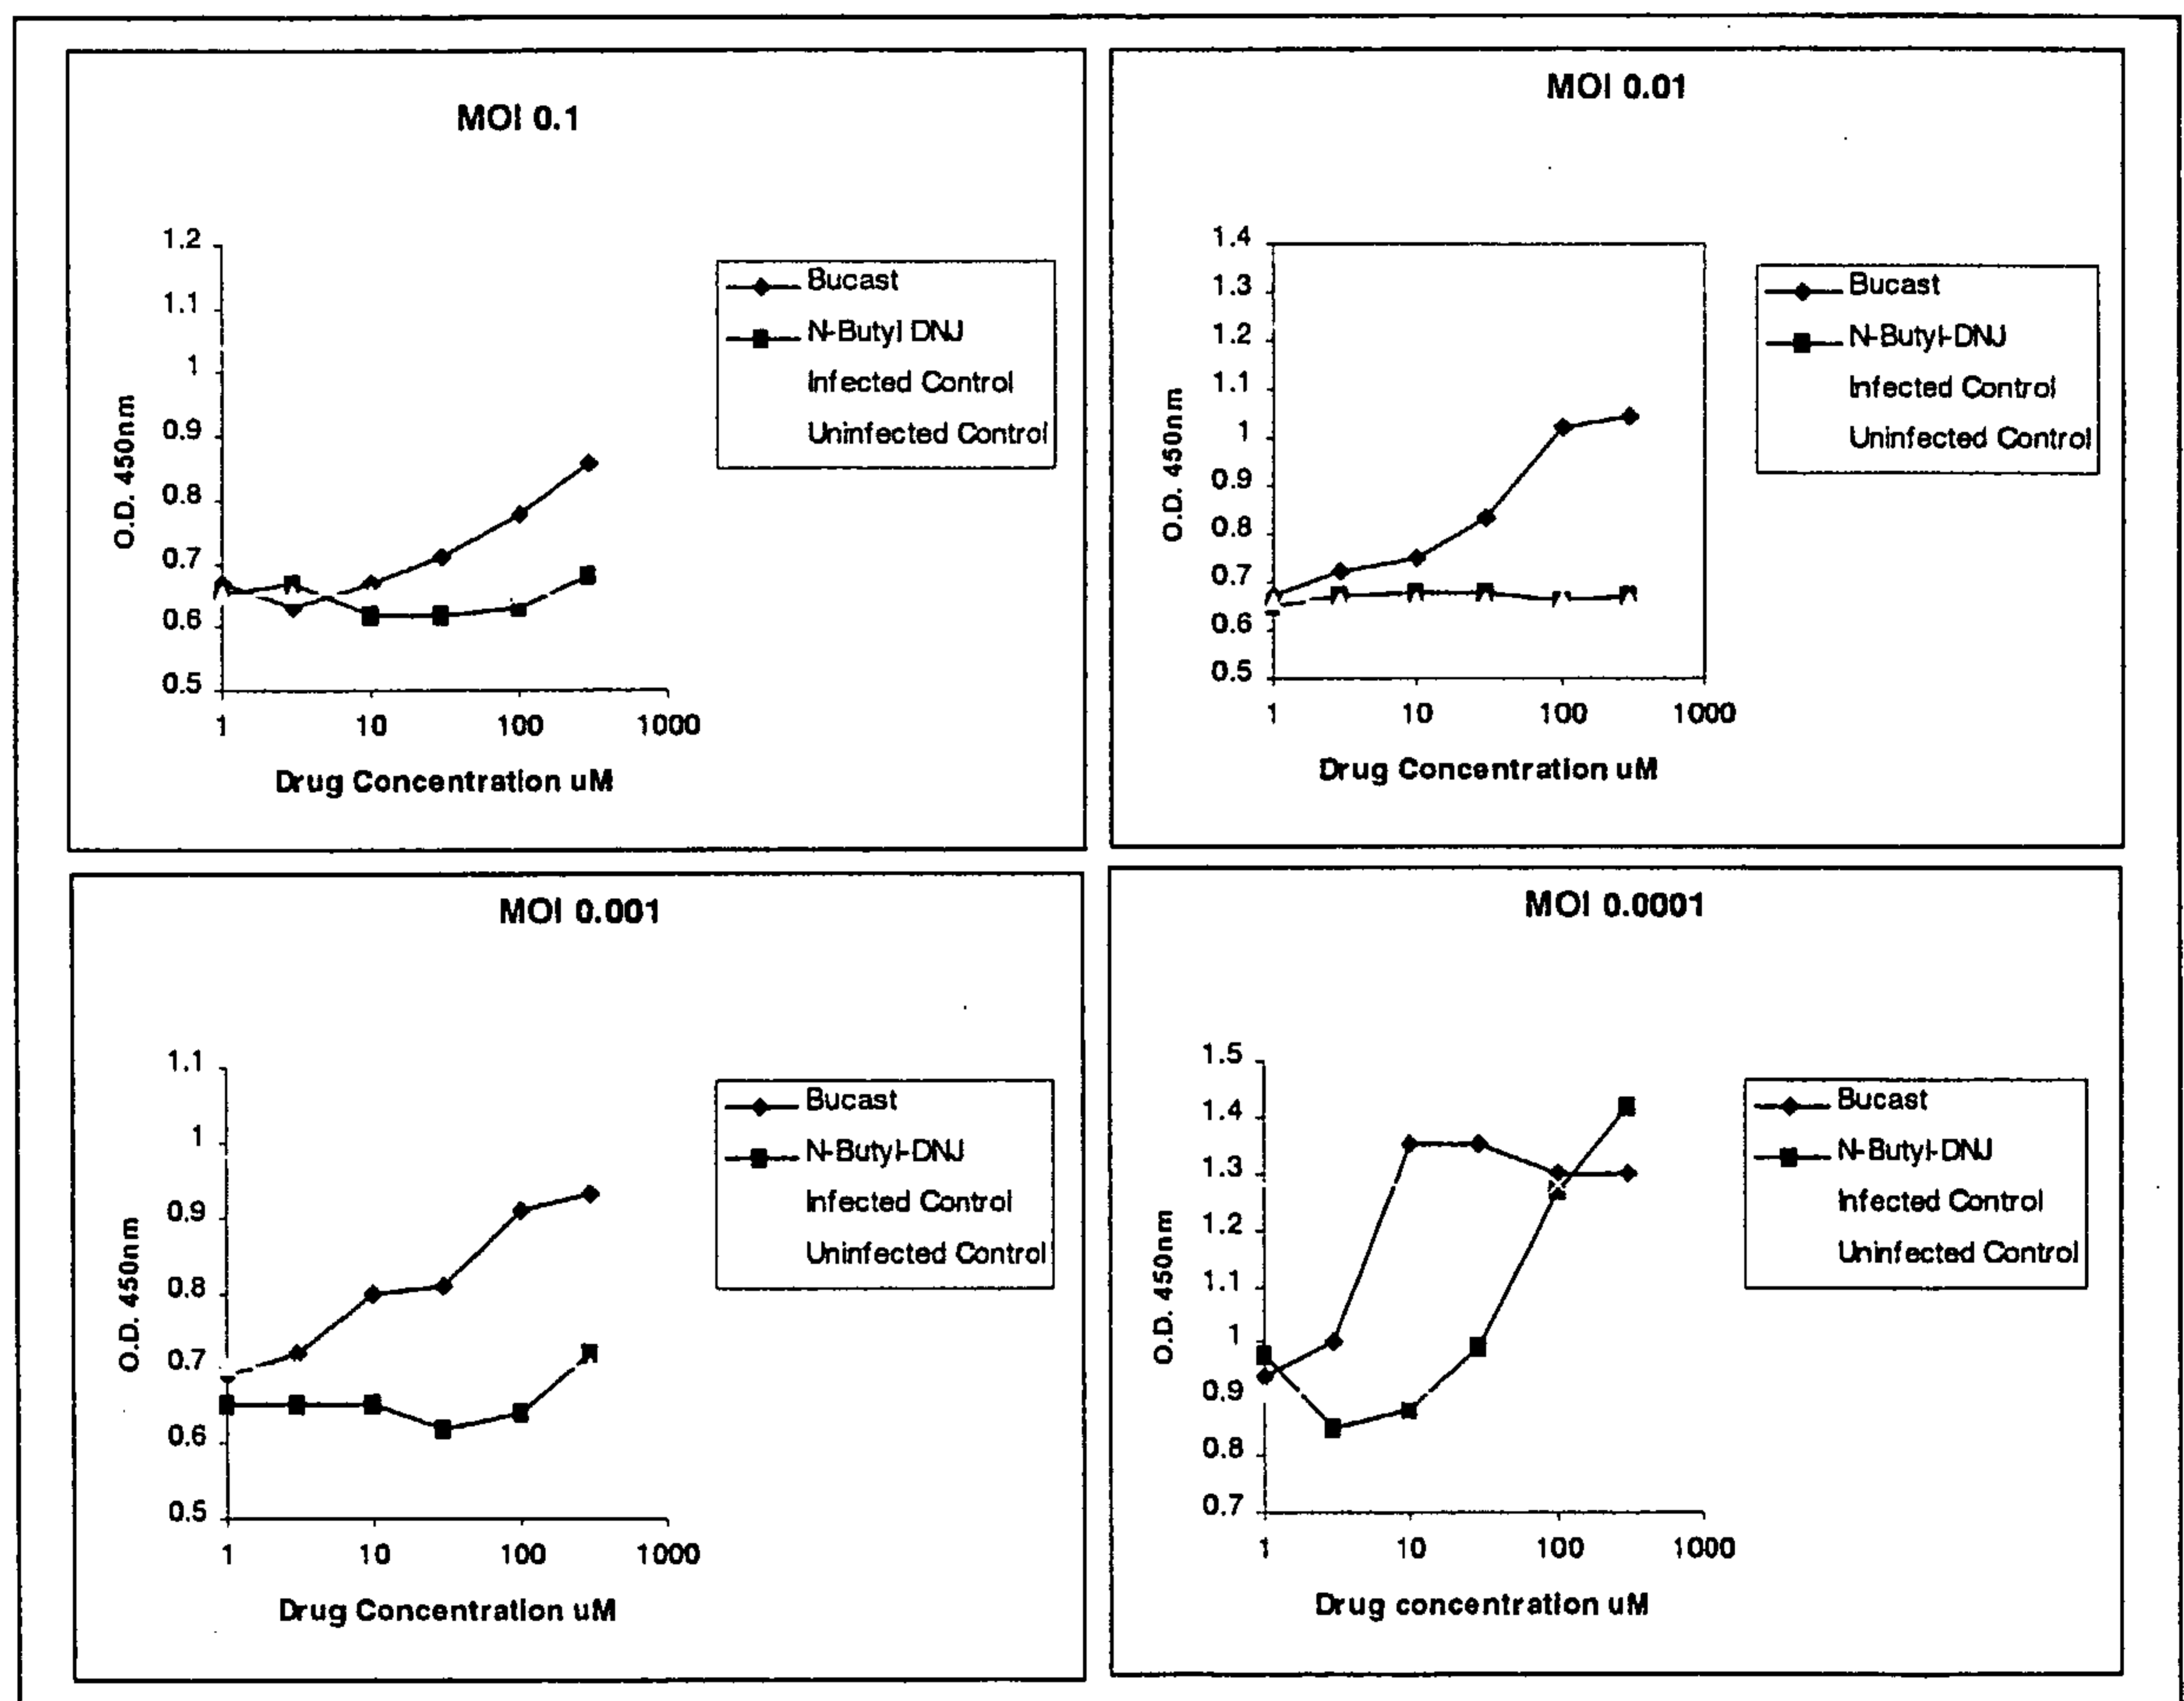 MOI 0.1
1.2
1.1
1
0.9
0.8
0.7
0.6
0.5
O.D. 450nm
1 10 100 1000
Drug Concentration uM
Bucast
N-Butyl DNJ
Infected Control
Uninfected Control
MOI 0.01
1.4
1.3
1.2
1.1
1
0.9
0.8
0.7
0.6
0.5
O.D. 450nm
1 10 100 1000
Drug Concentration uM
Bucast
N-Butyl-DNJ
Infected Control
Uninfected Control
MOI 0.001
1.1
1
0.9
0.8
0.7
0.6
0.5
O.D. 450nm
1 10 100 1000
Drug Concentration uM
Bucast
N-Butyl-DNJ
Infected Control
Uninfected Control
MOI 0.0001
1.5
1.4
1.3
1.2
1.1
1
0.9
0.8
0.7
O.D. 450nm
1 10 100 1000
Drug concentration uM
Bucast
N-Butyl-DNJ
Infected Control
Uninfected Control